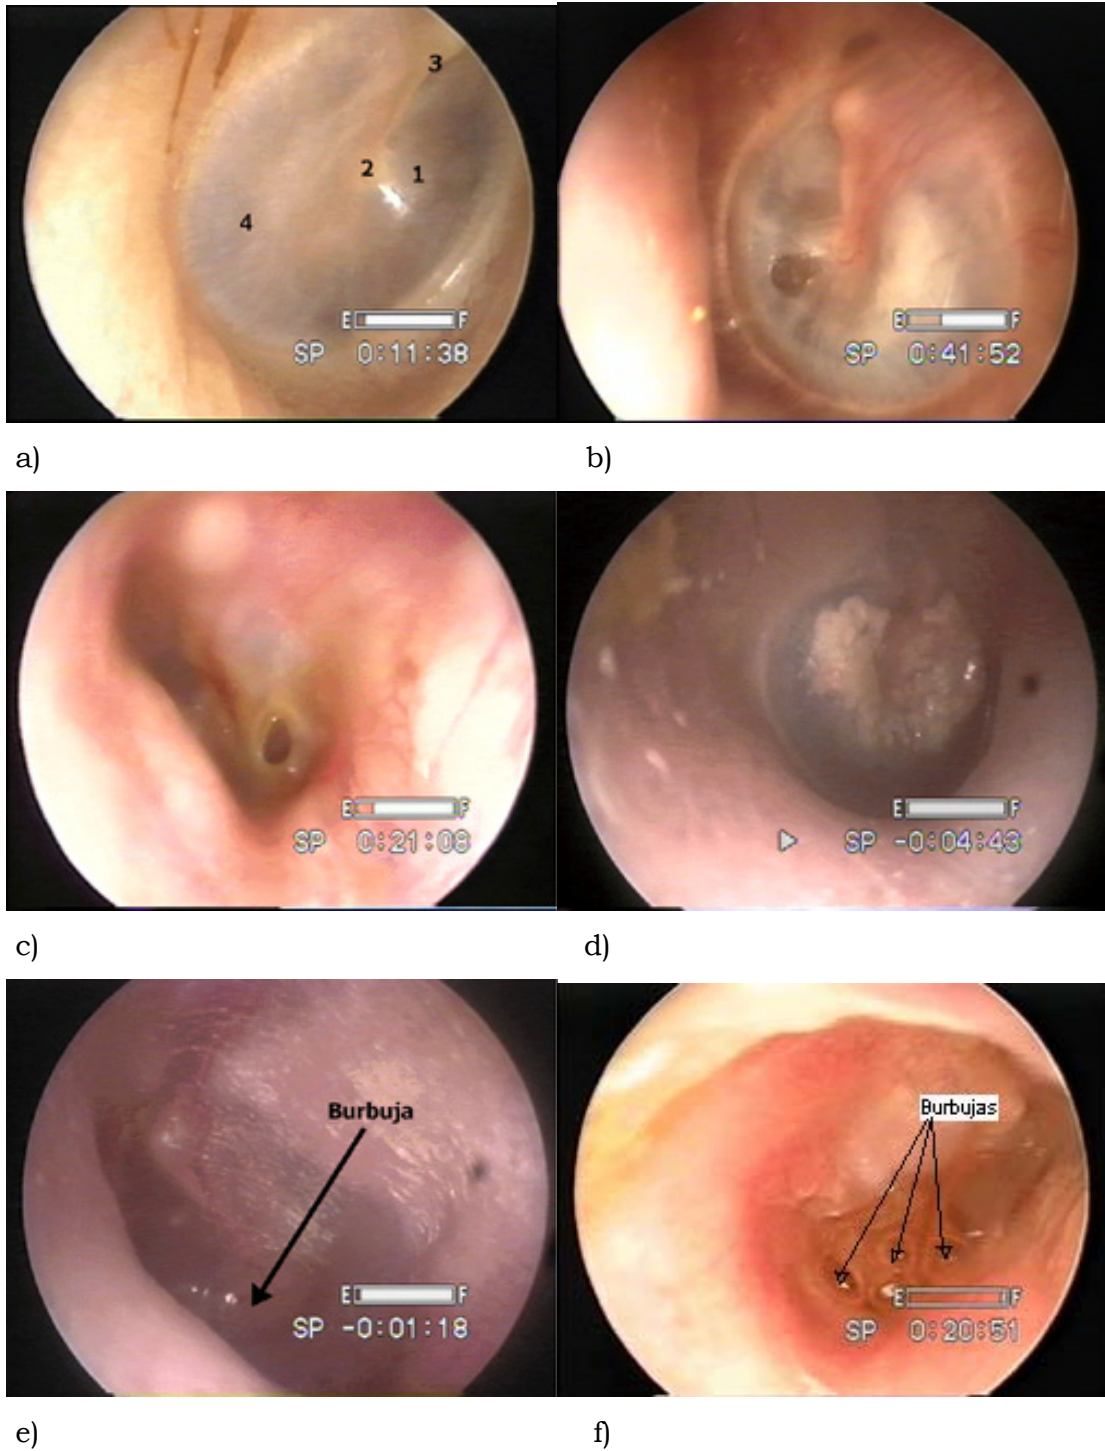 3
2 1
4
E F
SP 0:11:38
E F
SP 0:41:52
a) b)
E F
SP 0:21:08
E F
SP -0:04:43
c) d)
Burbuja
E F
SP -0:01:18
Burbujas
E F
SP 0:20:51
e) f)